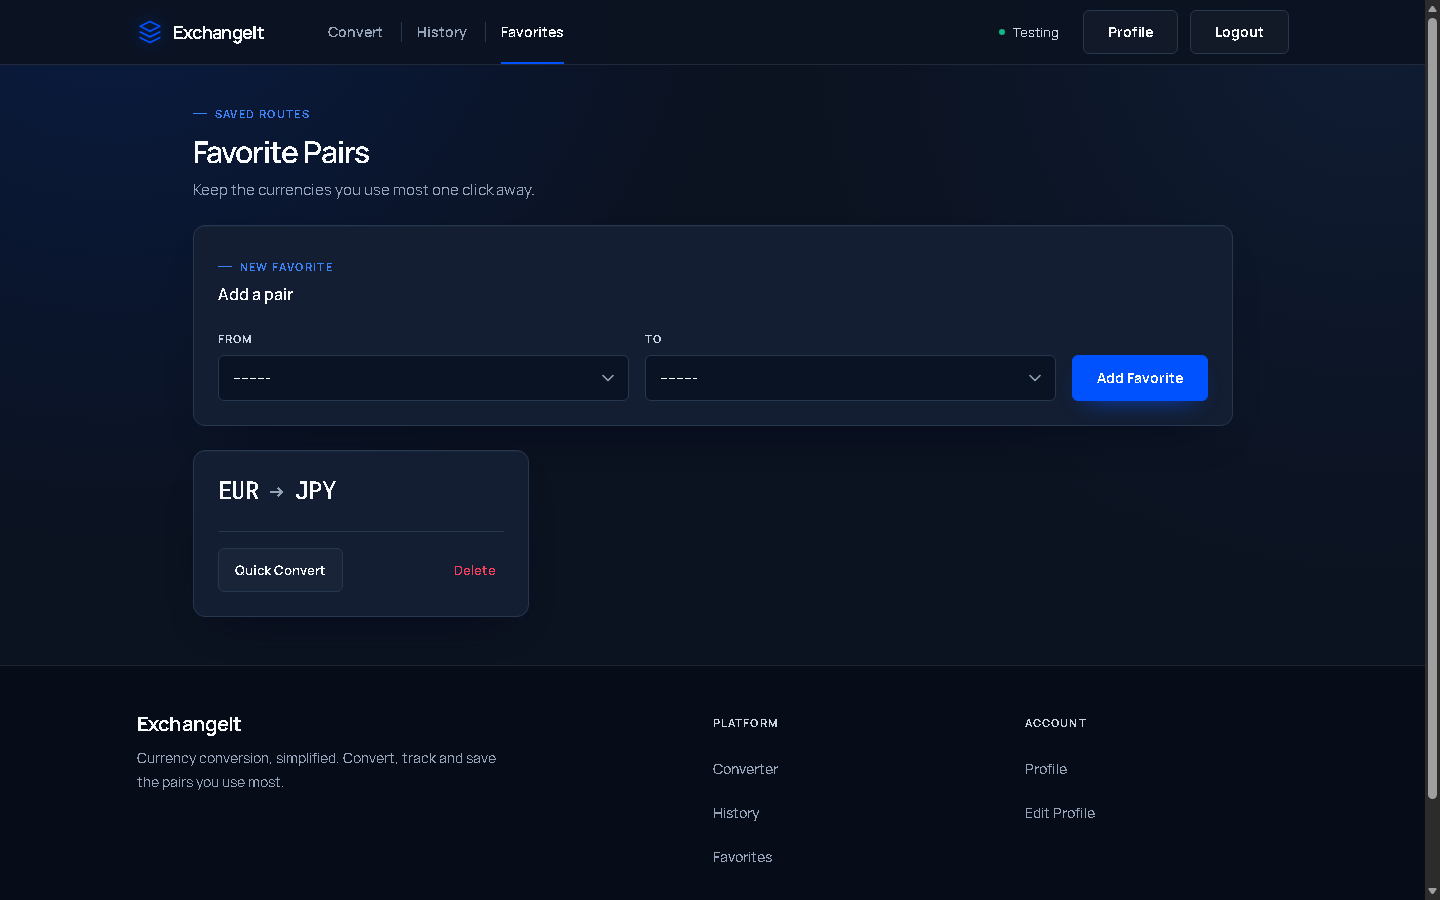 ExchangeIt
Convert
History
Favorites
Testing
Profile
Logout
SAVED ROUTES
Favorite Pairs
Keep the currencies you use most one click away.
NEW FAVORITE
Add a pair
FROM
TO
---------
---------
Add Favorite
EUR → JPY
Quick Convert
Delete
ExchangeIt
Currency conversion, simplified. Convert, track and save
the pairs you use most.
PLATFORM
Converter
History
Favorites
ACCOUNT
Profile
Edit Profile